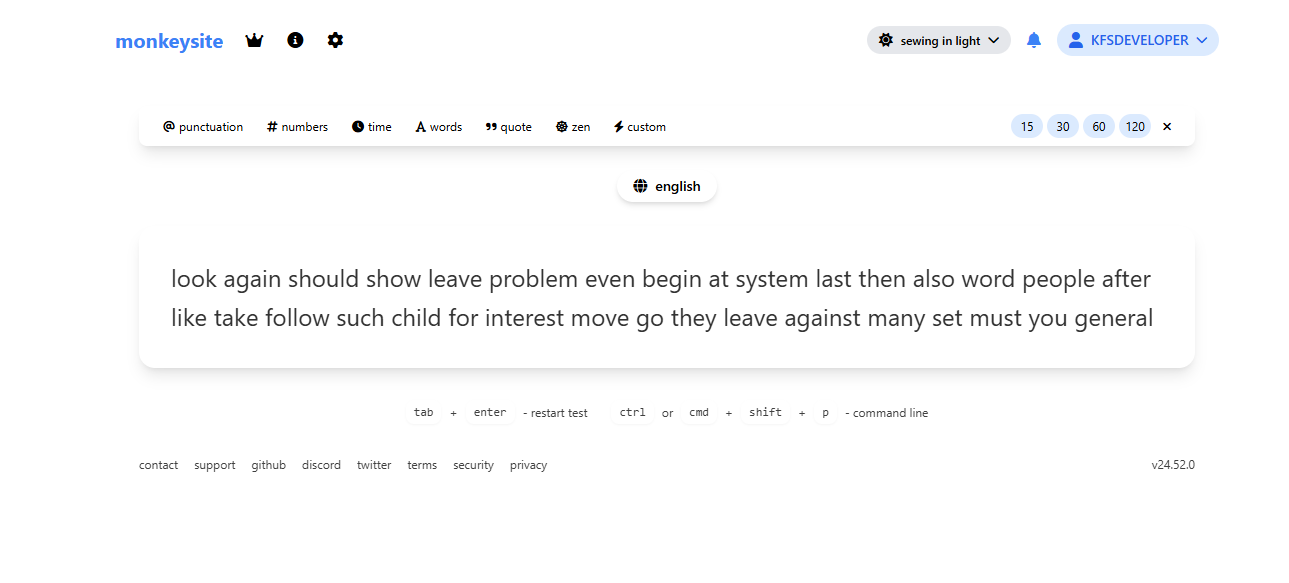 monkeysite sewing in light KFSDEVELOPER
@ punctuation # numbers time A words quote zen custom 15 30 60 120 ×
english
look again should show leave problem even begin at system last then also word people after
like take follow such child for interest move go they leave against many set must you general
tab + enter - restart test ctrl or cmd + shift + p - command line
contact support github discord twitter terms security privacy v24.52.0